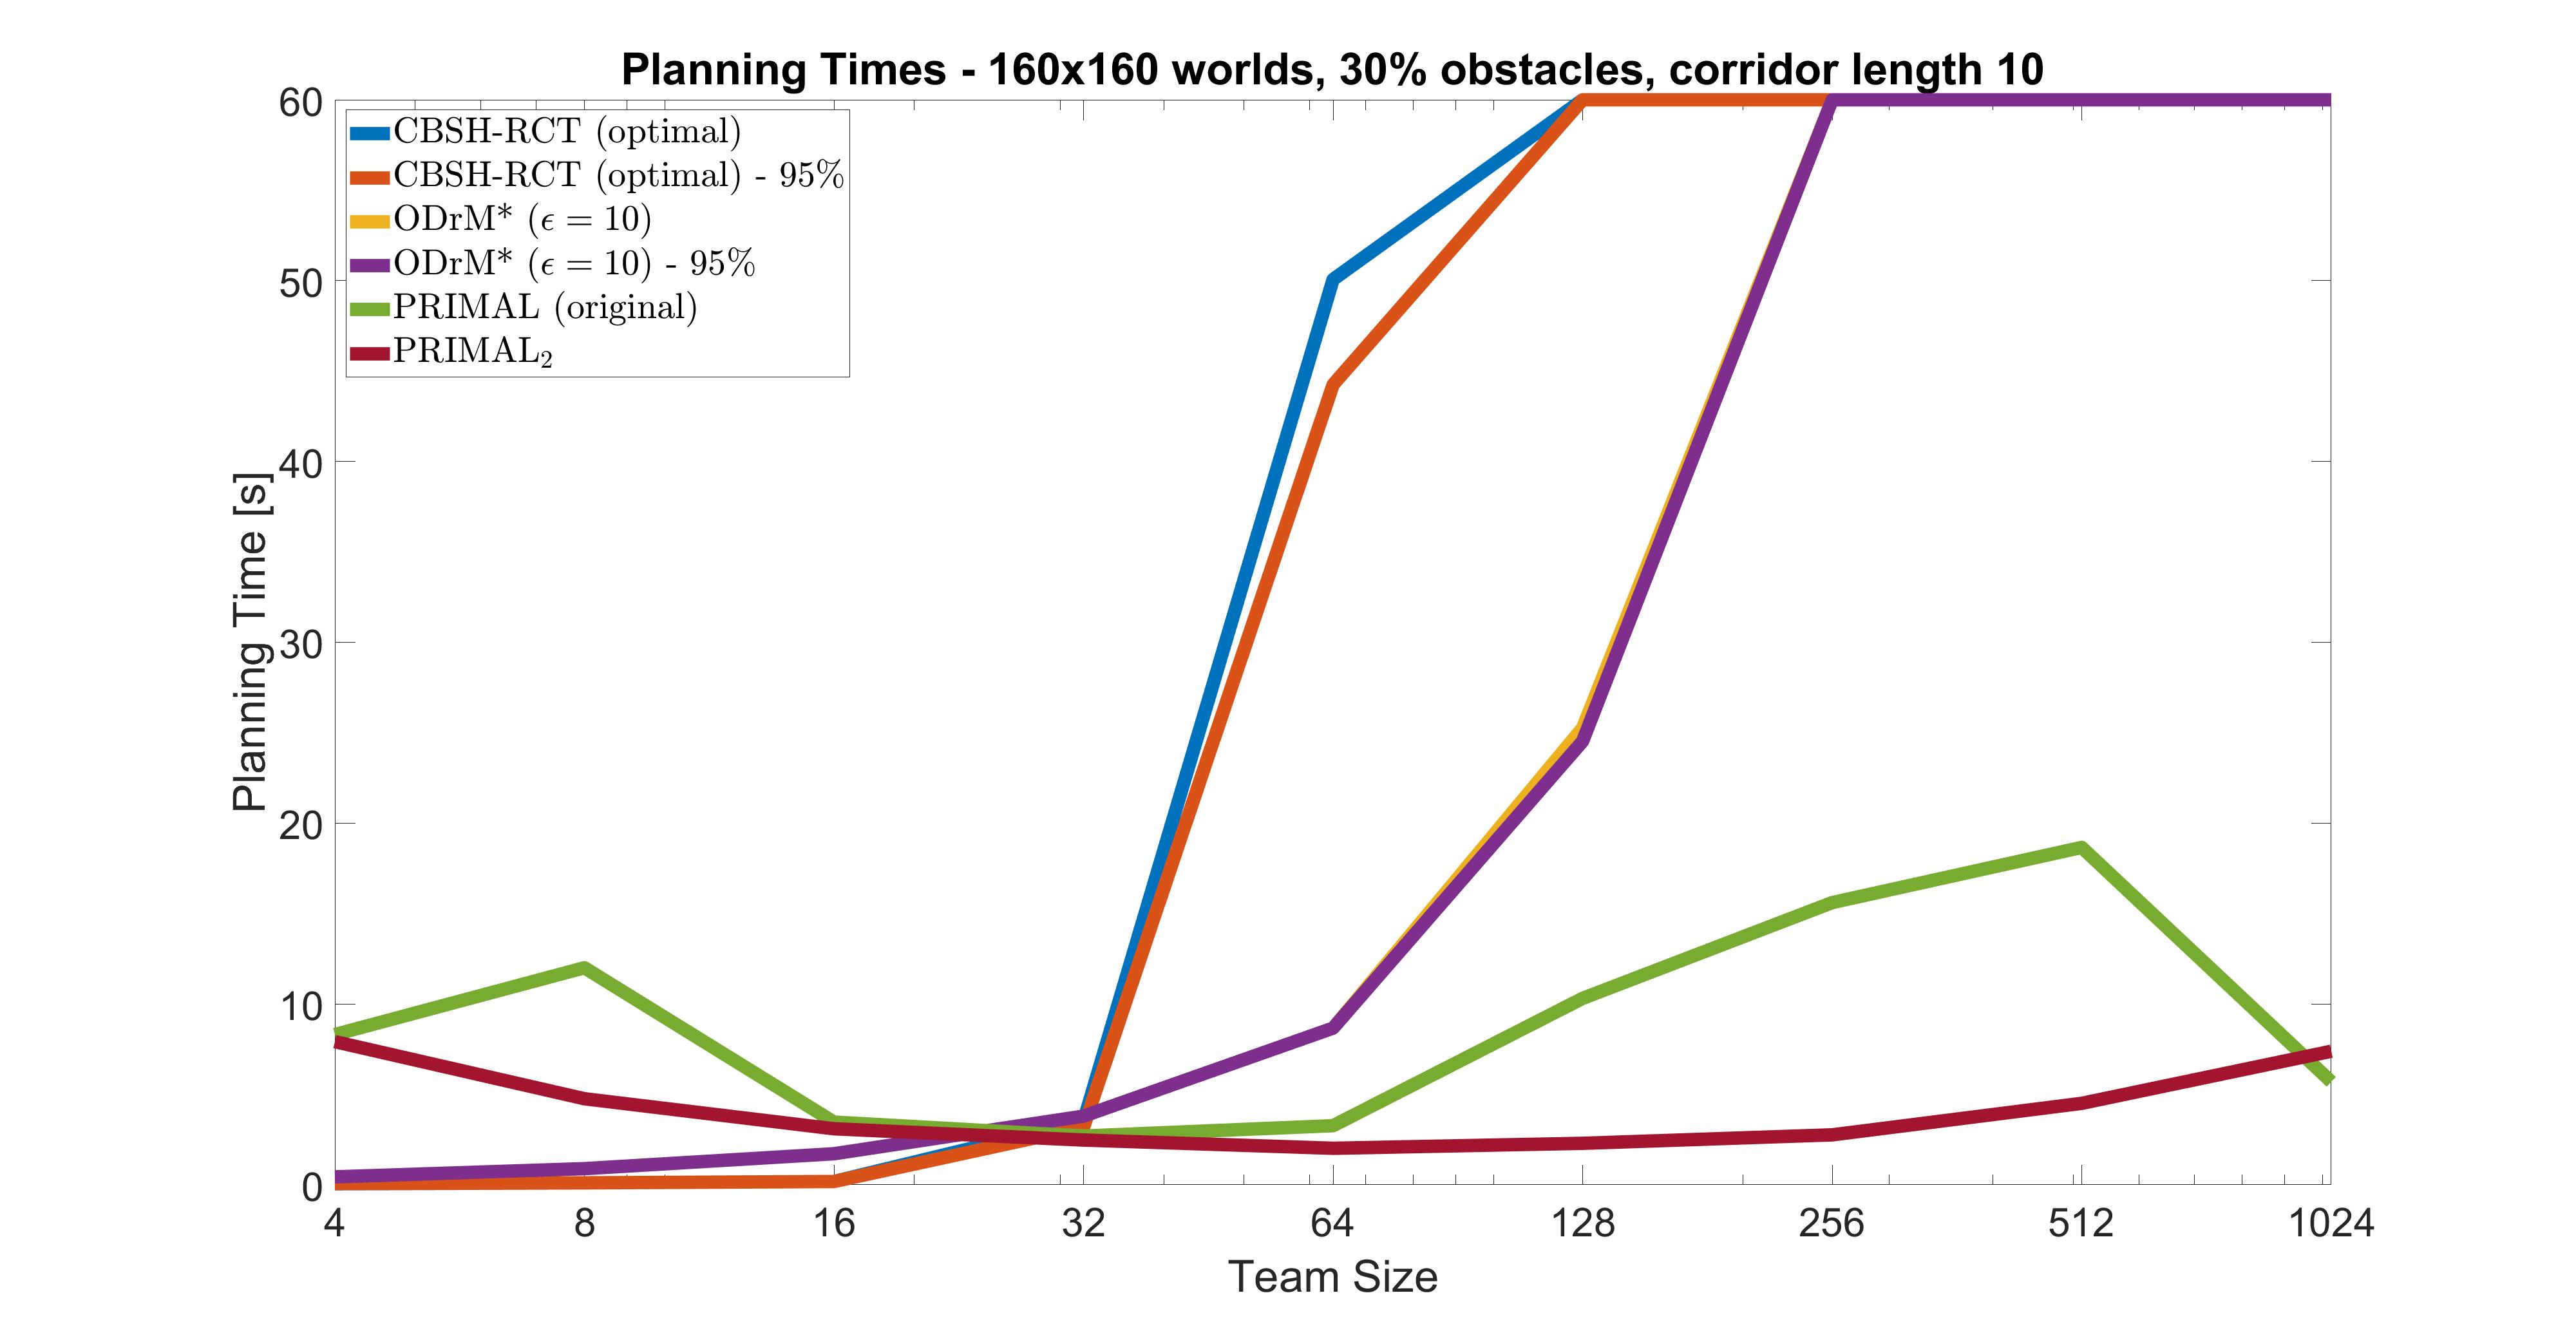 Planning Times - 160x160 worlds, 30% obstacles, corridor length 10
60
50
40
30
20
10
0
Planning Time [s]
CBSH-RCT (optimal)
CBSH-RCT (optimal) - 95%
ODrM* (ϵ = 10)
ODrM* (ϵ = 10) - 95%
PRIMAL (original)
PRIMAL₂
4 8 16 32 64 128 256 512 1024
Team Size